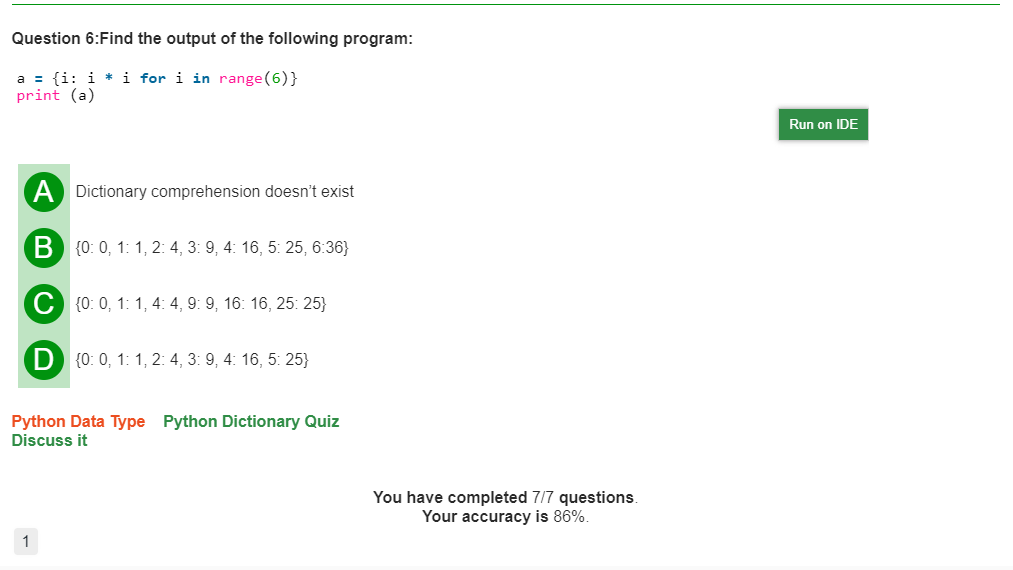 Question 6:Find the output of the following program:
a = {i: i * i for i in range(6)}
print (a)
Run on IDE
A Dictionary comprehension doesn’t exist
B {0: 0, 1: 1, 2: 4, 3: 9, 4: 16, 5: 25, 6:36}
C {0: 0, 1: 1, 4: 4, 9: 9, 16: 16, 25: 25}
D {0: 0, 1: 1, 2: 4, 3: 9, 4: 16, 5: 25}
Python Data Type Python Dictionary Quiz
Discuss it
You have completed 7/7 questions.
Your accuracy is 86%.
1